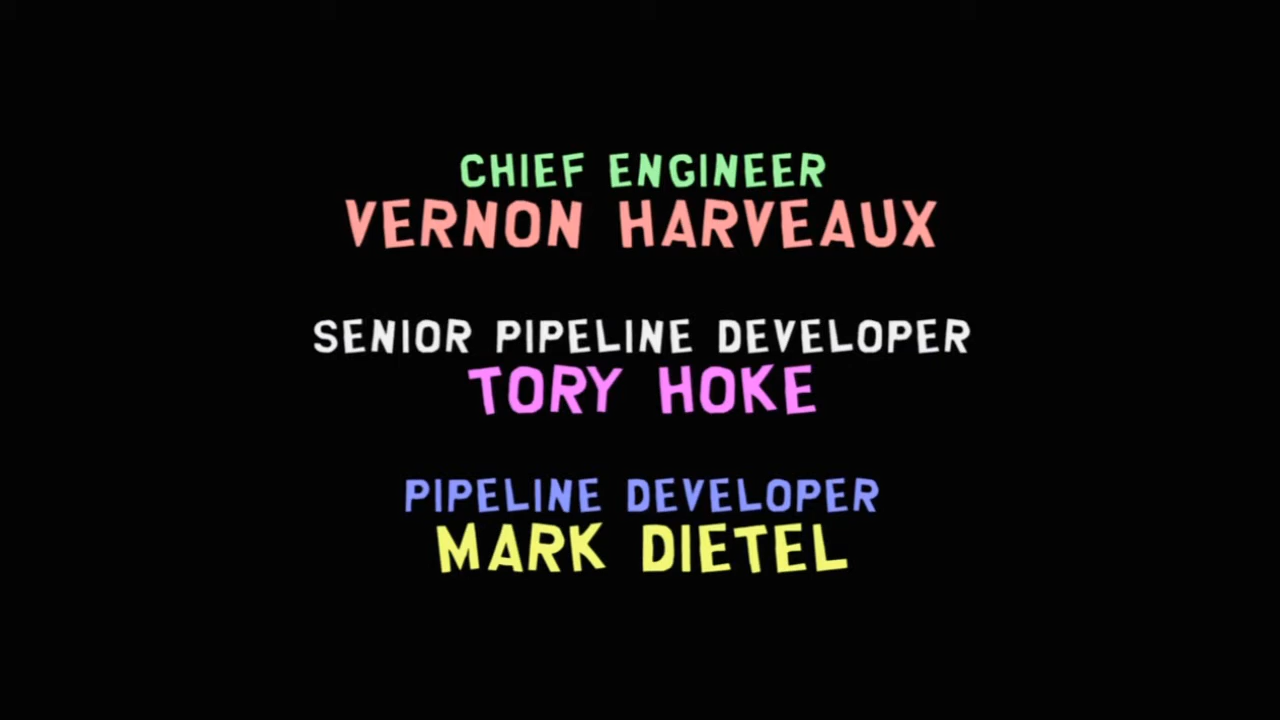 CHIEF ENGINEER
VERNON HARVEAUX
SENIOR PIPELINE DEVELOPER
TORY HOKE
PIPELINE DEVELOPER
MARK DIETEL